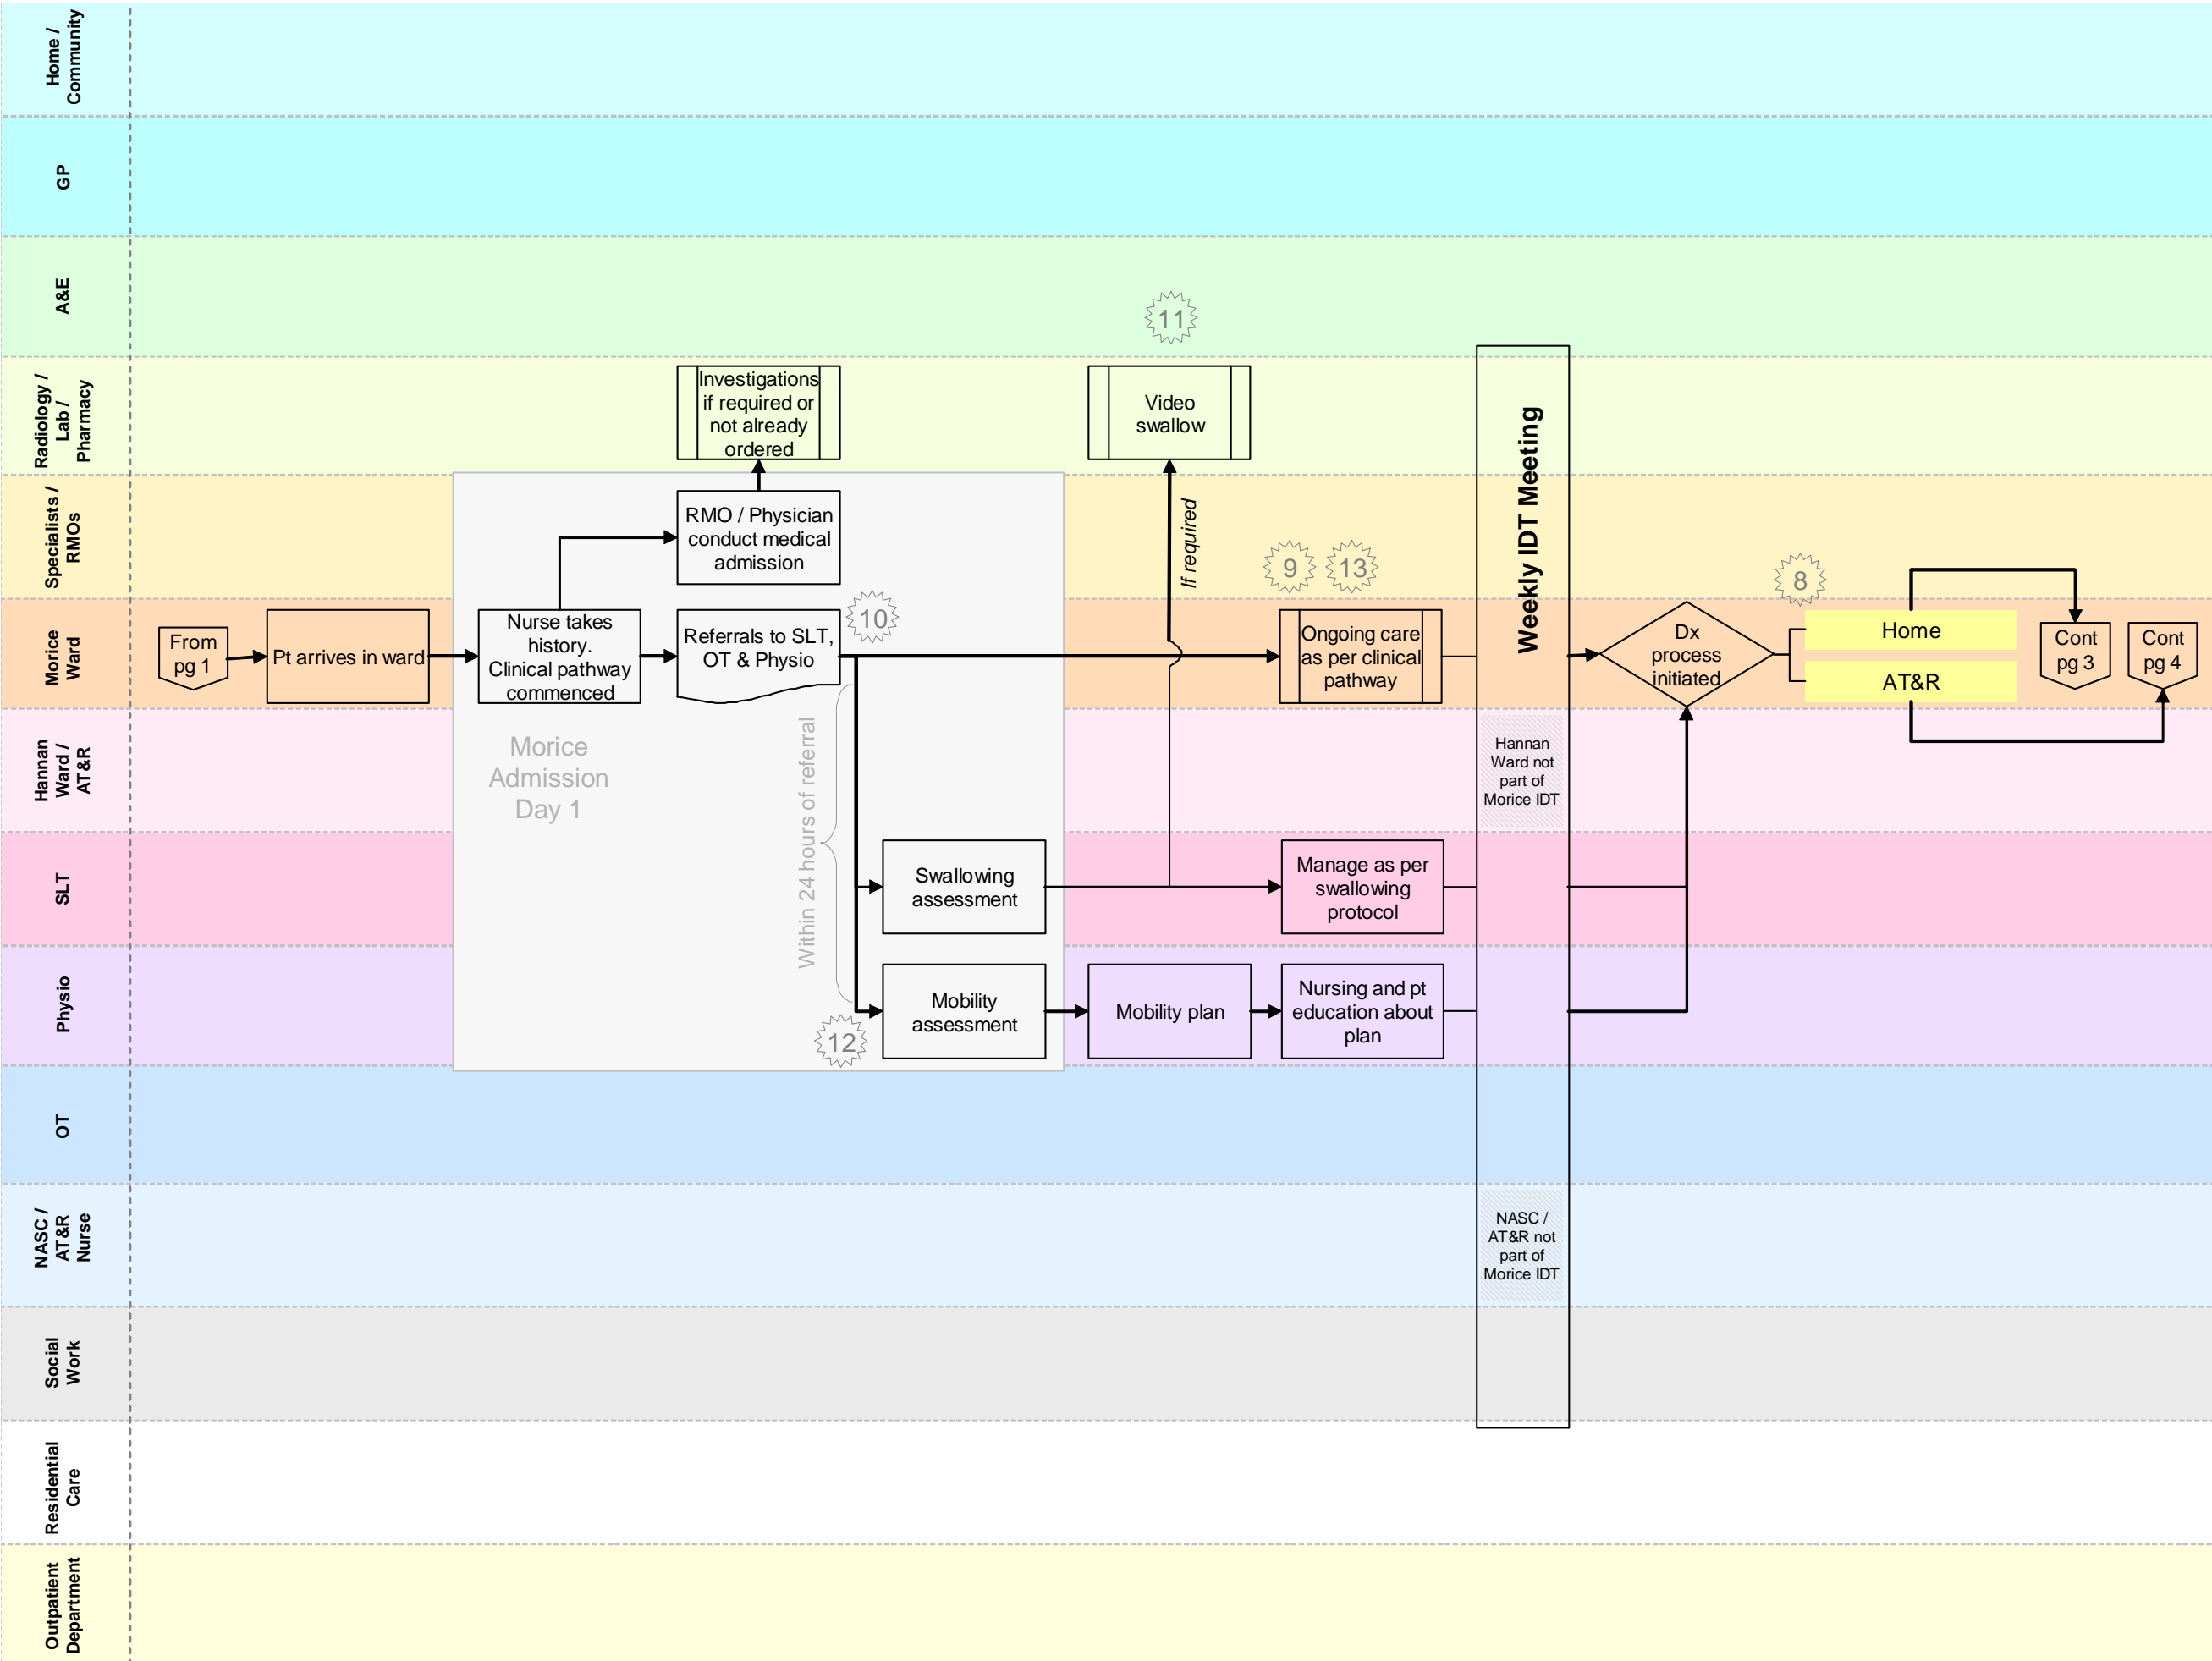 Home /
Community
GP
A&E
11
Radiology /
Lab /
Pharmacy
Investigations
if required or
not already
ordered
Video
swallow
Specialists /
RMOs
RMO / Physician
conduct medical
admission
If required
9
13
Weekly IDT Meeting
8
Morice
Ward
From
pg 1
Pt arrives in ward
Nurse takes
history.
Clinical pathway
commenced
Referrals to SLT,
OT & Physio
10
Ongoing care
as per clinical
pathway
Dx
process
initiated
Home
AT&R
Cont
pg 3
Cont
pg 4
Hannan
Ward /
AT&R
Morice
Admission
Day 1
Within 24 hours of referral
Hannan
Ward not
part of
Morice IDT
SLT
Swallowing
assessment
Manage as per
swallowing
protocol
Physio
12
Mobility
assessment
Mobility plan
Nursing and pt
education about
plan
OT
NASC /
AT&R
Nurse
NASC /
AT&R not
part of
Morice IDT
Social
Work
Residential
Care
Outpatient
Department